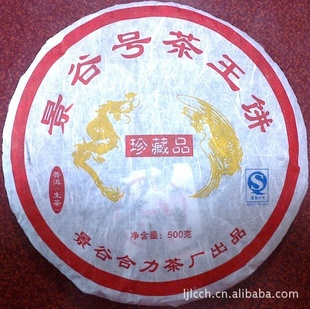 景谷号茶王饼
珍藏品
普洱 生茶
净含量：500克
景谷合力茶厂出品
ljlcch.cn.alibaba.com